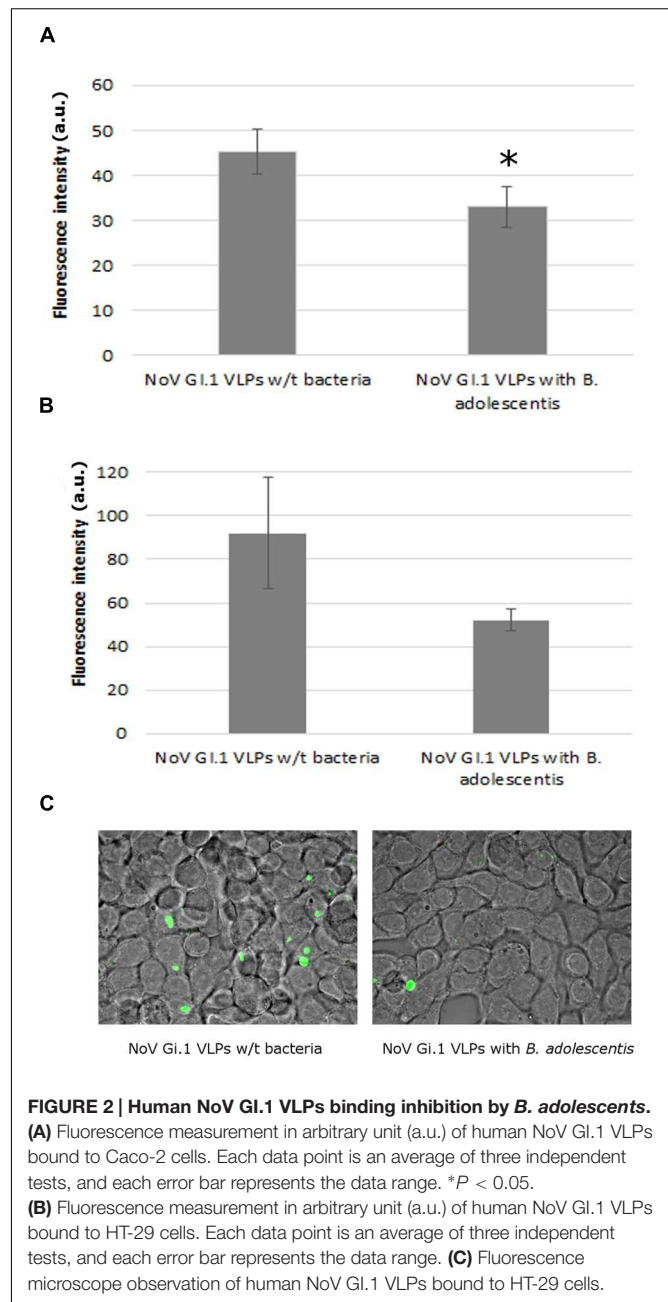 A
Fluorescence intensity (a.u.)
60
50
40
30
20
10
0
*
NoV GI.1 VLPs w/t bacteria
NoV GI.1 VLPs with B.
adolescentis
B
Fluorescence intensity (a.u.)
120
100
80
60
40
20
0
NoV GI.1 VLPs w/t bacteria
NoV GI.1 VLPs with B.
adolescentis
C
NoV Gi.1 VLPs w/t bacteria
NoV Gi.1 VLPs with B. adolescentis
FIGURE 2 | Human NoV GI.1 VLPs binding inhibition by B. adolescents.
(A) Fluorescence measurement in arbitrary unit (a.u.) of human NoV GI.1 VLPs
bound to Caco-2 cells. Each data point is an average of three independent
tests, and each error bar represents the data range. *P < 0.05.
(B) Fluorescence measurement in arbitrary unit (a.u.) of human NoV GI.1 VLPs
bound to HT-29 cells. Each data point is an average of three independent
tests, and each error bar represents the data range. (C) Fluorescence
microscope observation of human NoV GI.1 VLPs bound to HT-29 cells.